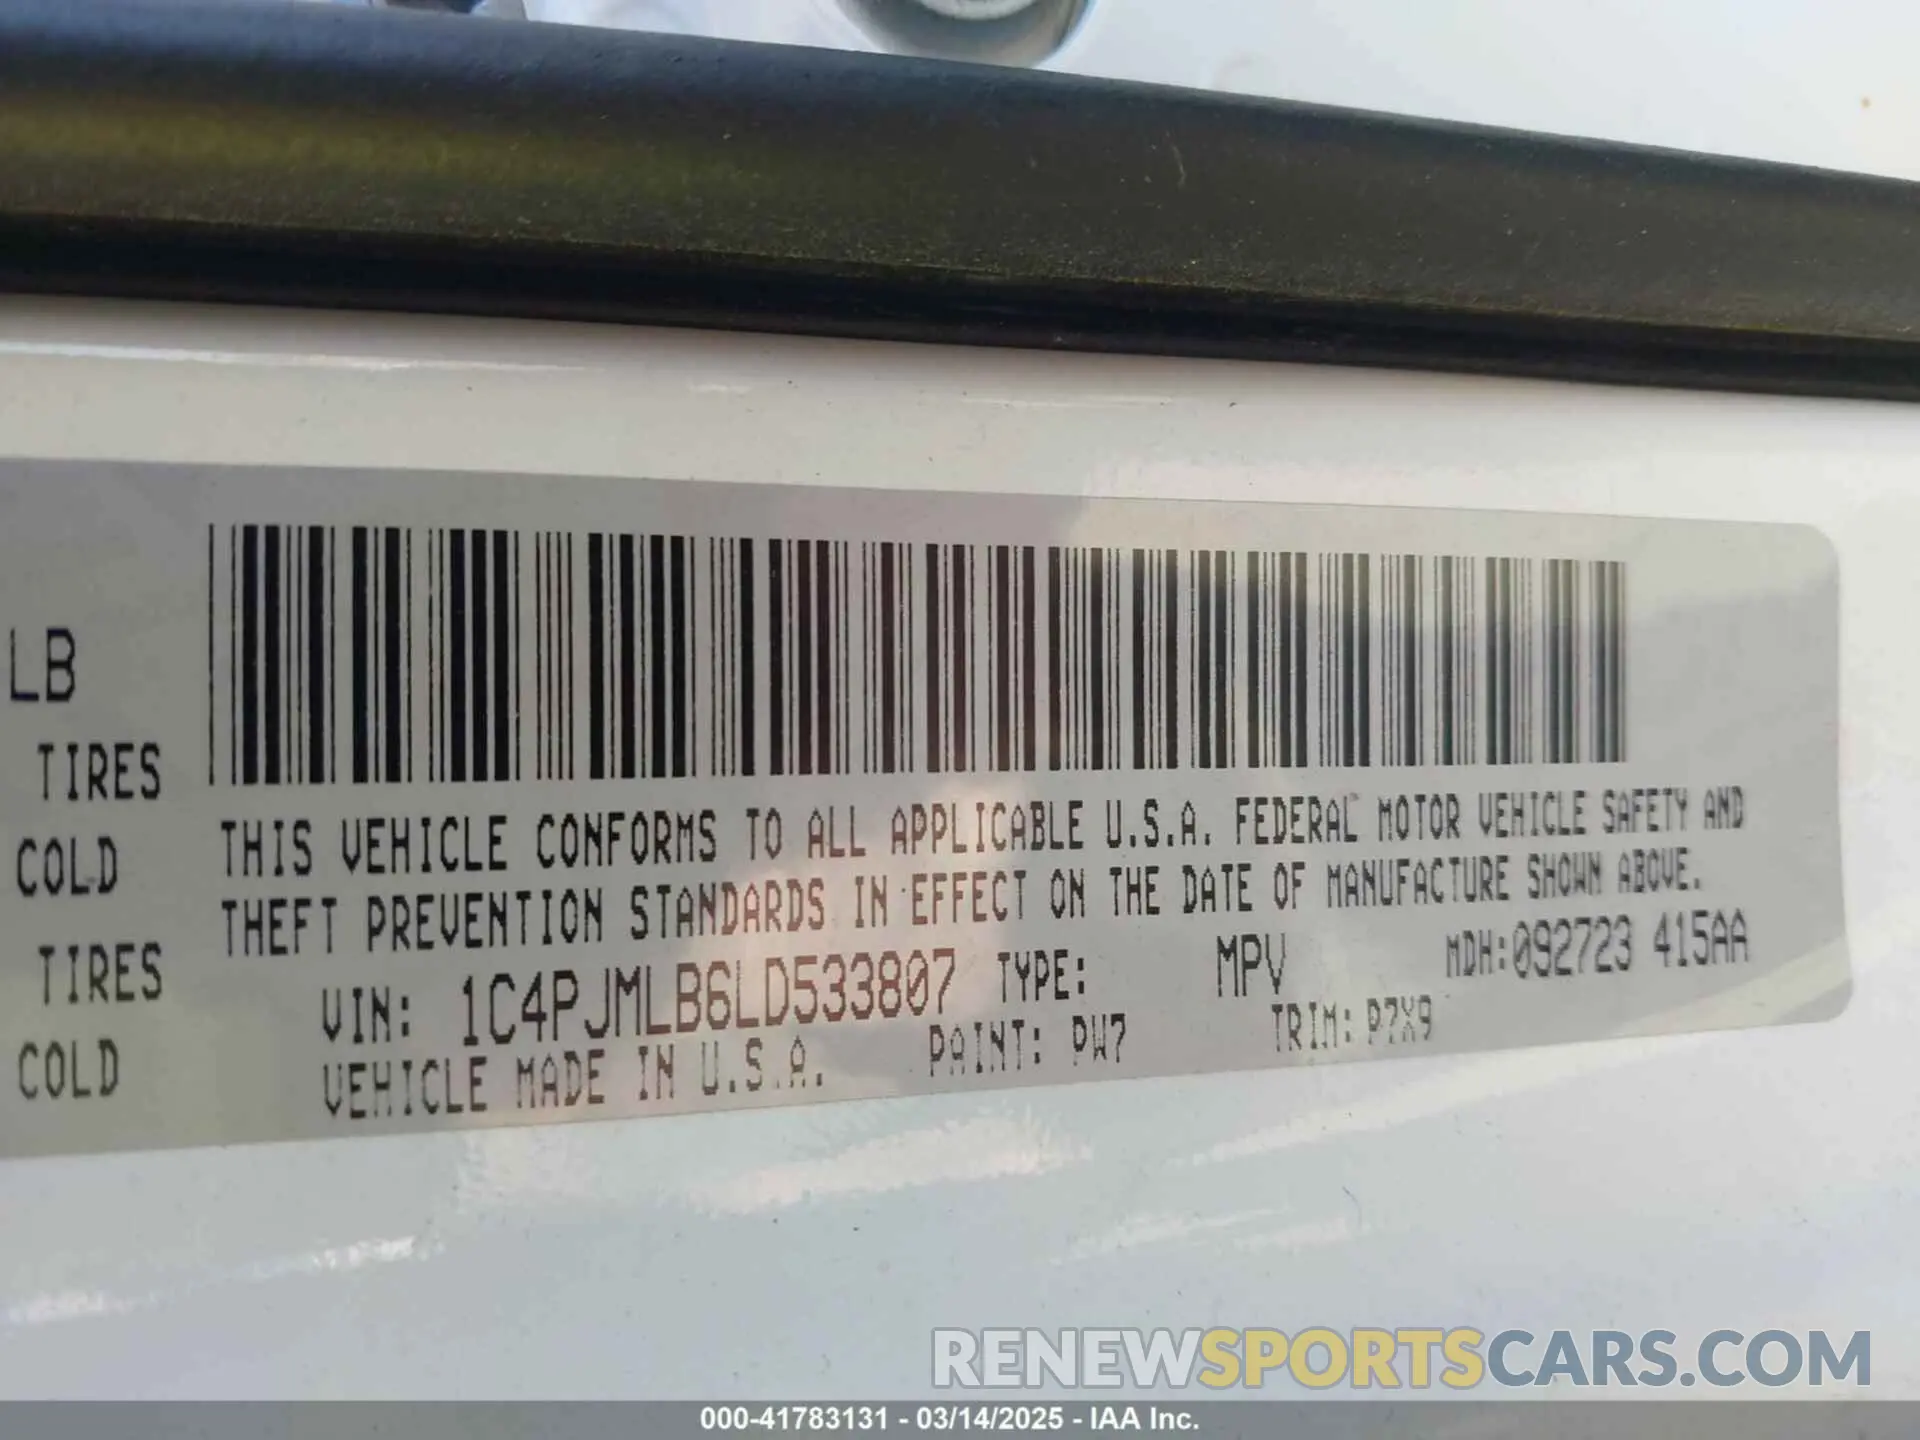 LB
TIRES
COLD
TIRES
COLD
THIS VEHICLE CONFORMS TO ALL APPLICABLE U.S.A. FEDERAL MOTOR VEHICLE SAFETY AND
THEFT PREVENTION STANDARDS IN EFFECT ON THE DATE OF MANUFACTURE SHOWN ABOVE.
VIN: 1C4PJMLB6LD533807 TYPE: MPV MDH:092723 415AA
VEHICLE MADE IN U.S.A. PAINT: PW7 TRIM:
RENEWSPORTSCARS.COM
000-41783131 - 03/14/2025 - IAA Inc.